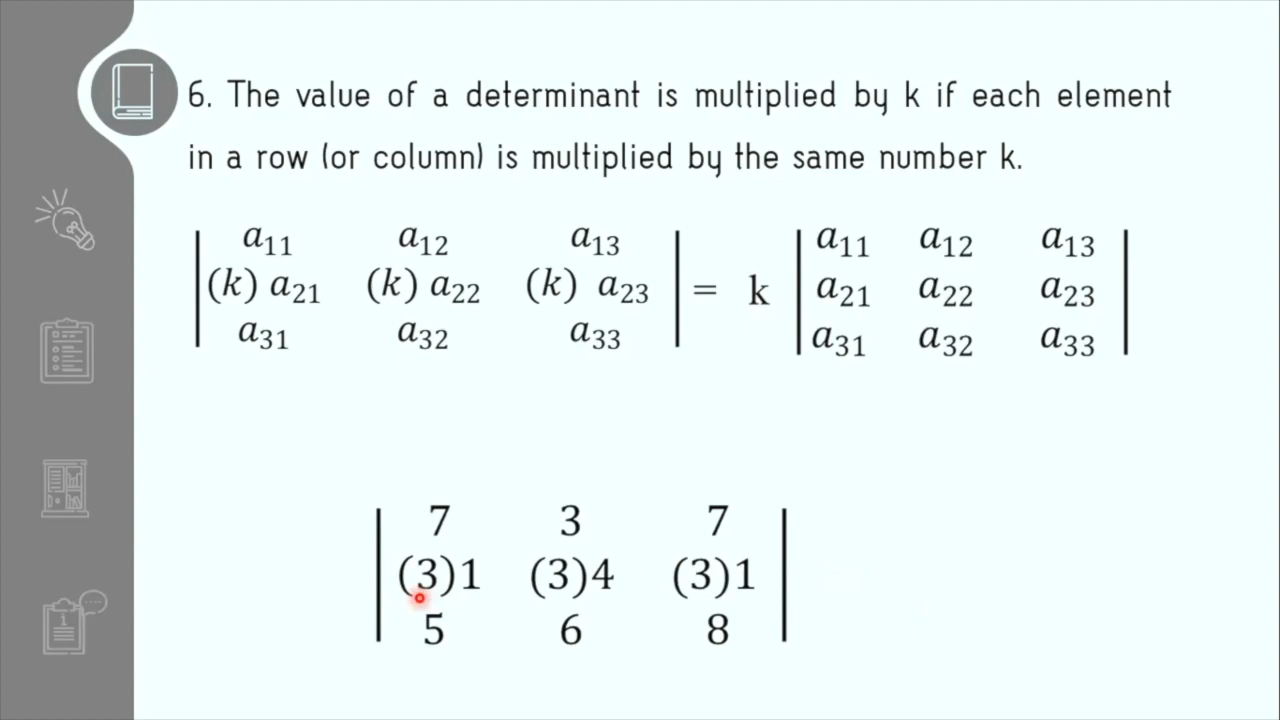 6. The value of a determinant is multiplied by k if each element
in a row (or column) is multiplied by the same number k.
| a₁₁ a₁₂ a₁₃ | | a₁₁ a₁₂ a₁₃ |
| (k) a₂₁ (k) a₂₂ (k) a₂₃ | = k | a₂₁ a₂₂ a₂₃ |
| a₃₁ a₃₂ a₃₃ | | a₃₁ a₃₂ a₃₃ |
| 7 3 7 |
| (3)1 (3)4 (3)1 |
| 5 6 8 |